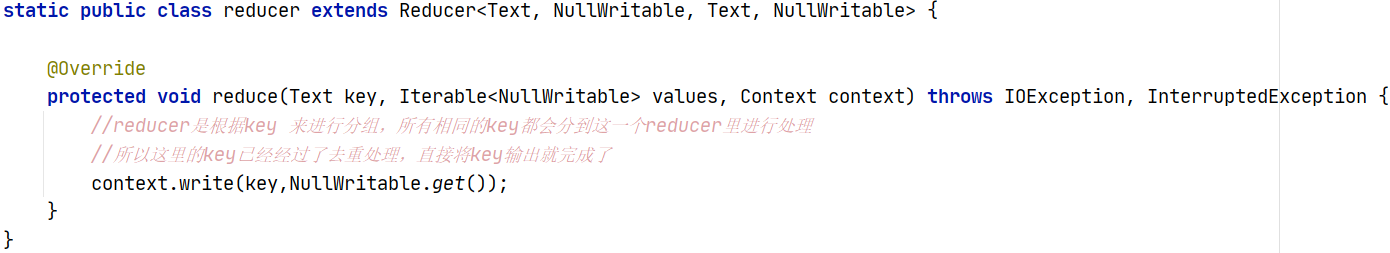 static public class reducer extends Reducer<Text, NullWritable, Text, NullWritable> {
@Override
protected void reduce(Text key, Iterable<NullWritable> values, Context context) throws IOException, InterruptedException {
//reducer是根据key 来进行分组，所有相同的key都会分到这一个reducer里进行处理
//所以这里的key已经经过了去重处理，直接将key输出就完成了
context.write(key,NullWritable.get());
}
}